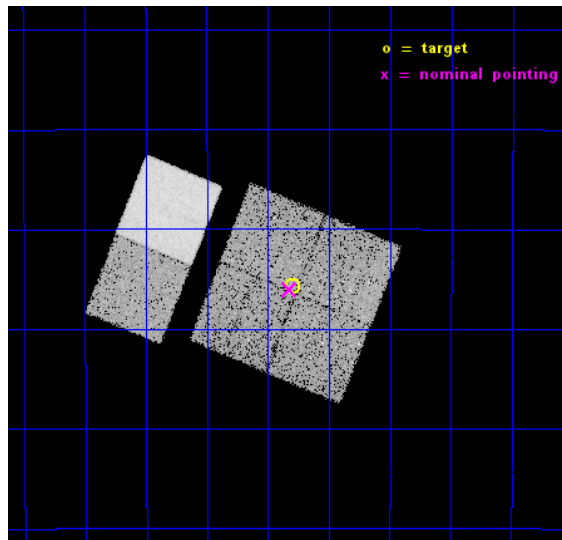 o = target
x = nominal pointing